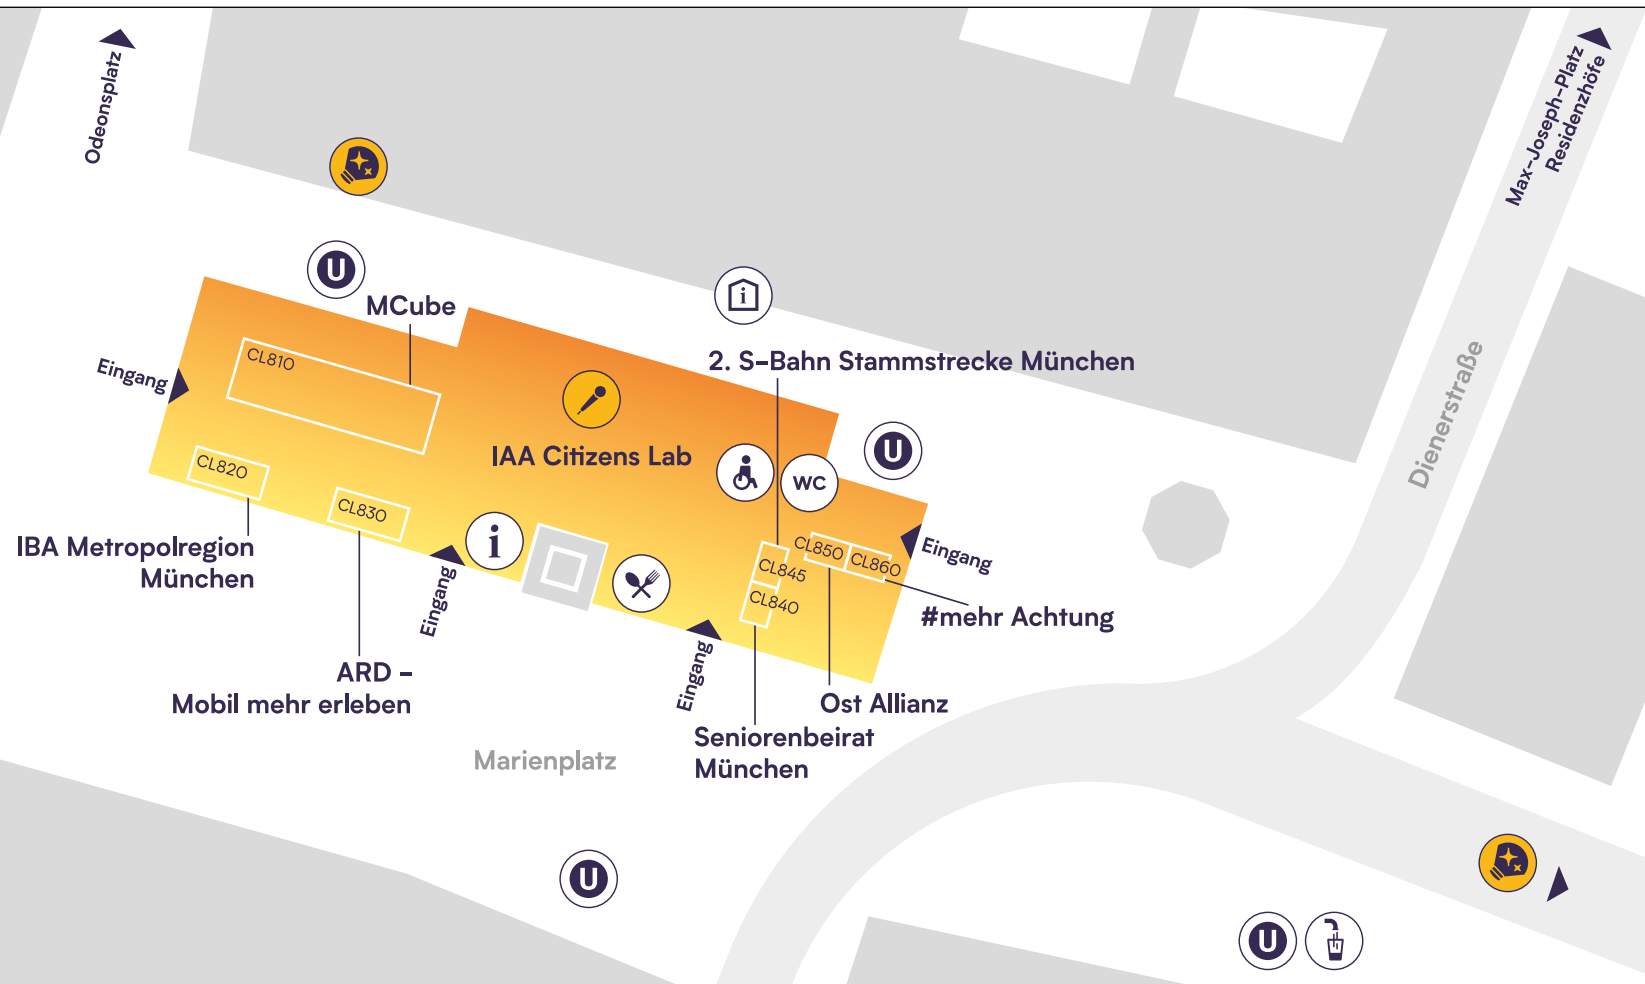 Odeonsplatz
Max-Joseph-Platz
Residenzhöfe
U
MCube
i
CL810
Eingang
2. S-Bahn Stammstrecke München
Dienerstraße
IAA Citizens Lab
U
WC
CL820
CL830
i
IBA Metropolregion
München
Eingang
CL850
CL860
Eingang
CL845
CL840
#mehr Achtung
ARD –
Mobil mehr erleben
Eingang
Ost Allianz
Seniorenbeirat
München
Marienplatz
U
U